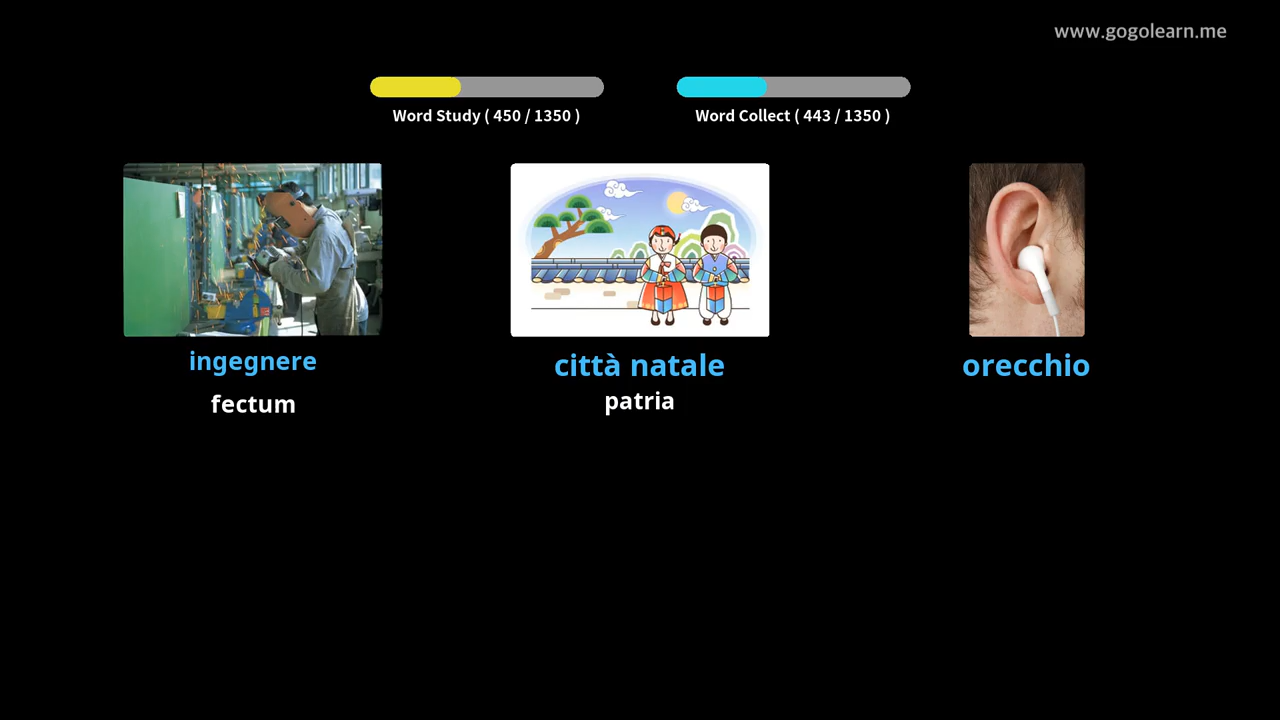 www.gogolearn.me
Word Study ( 450 / 1350 )
Word Collect ( 443 / 1350 )
ingegnere
fectum
città natale
patria
orecchio